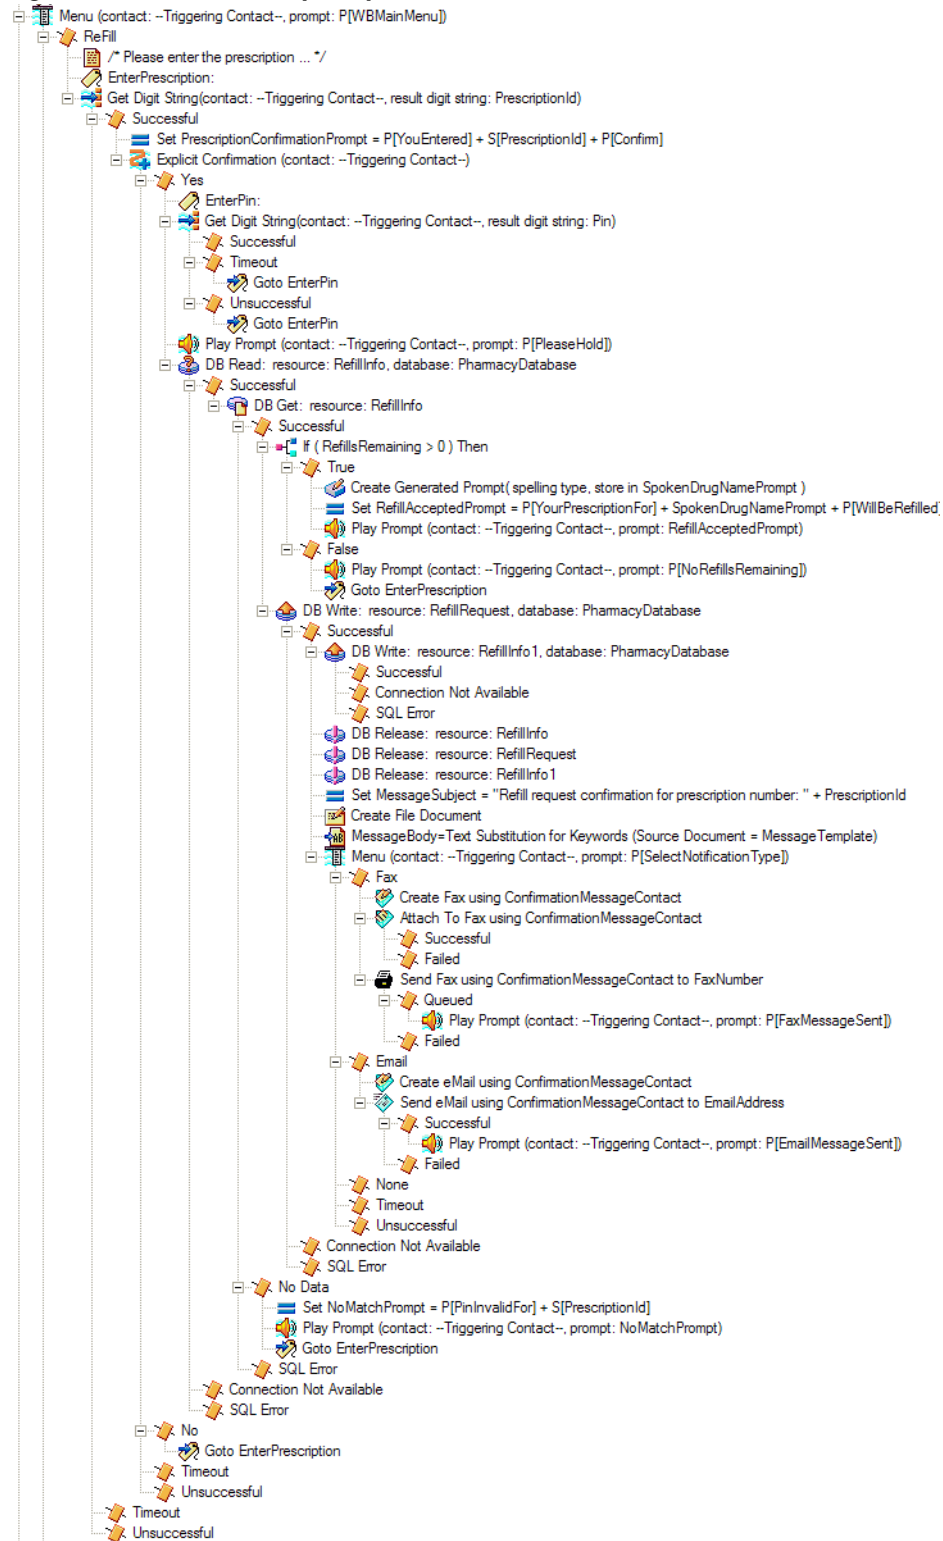 Menu (contact: --Triggering Contact--, prompt: P[WBMainMenu])
ReFill
/* Please enter the prescription ... */
EnterPrescription:
Get Digit String(contact: --Triggering Contact--, result digit string: PrescriptionId)
Successful
Set PrescriptionConfirmationPrompt = P[YouEntered] + S[PrescriptionId] + P[Confirm]
Explicit Confirmation (contact: --Triggering Contact--)
Yes
EnterPin:
Get Digit String(contact: --Triggering Contact--, result digit string: Pin)
Successful
Timeout
Goto EnterPin
Unsuccessful
Goto EnterPin
Play Prompt (contact: --Triggering Contact--, prompt: P[PleaseHold])
DB Read: resource: RefillInfo, database: PharmacyDatabase
Successful
DB Get: resource: RefillInfo
Successful
If ( RefillsRemaining > 0 ) Then
True
Create Generated Prompt( spelling type, store in SpokenDrugNamePrompt )
Set RefillAcceptedPrompt = P[YourPrescriptionFor] + SpokenDrugNamePrompt + P[WillBeRefilled]
Play Prompt (contact: --Triggering Contact--, prompt: RefillAcceptedPrompt)
False
Play Prompt (contact: --Triggering Contact--, prompt: P[NoRefillsRemaining])
Goto EnterPrescription
DB Write: resource: RefillRequest, database: PharmacyDatabase
Successful
DB Write: resource: RefillInfo1, database: PharmacyDatabase
Successful
Connection Not Available
SQL Error
DB Release: resource: RefillInfo
DB Release: resource: RefillRequest
DB Release: resource: RefillInfo1
Set MessageSubject = "Refill request confirmation for prescription number: " + PrescriptionId
Create File Document
MessageBody=Text Substitution for Keywords (Source Document = MessageTemplate)
Menu (contact: --Triggering Contact--, prompt: P[SelectNotificationType])
Fax
Create Fax using ConfirmationMessageContact
Attach To Fax using ConfirmationMessageContact
Successful
Failed
Send Fax using ConfirmationMessageContact to FaxNumber
Queued
Play Prompt (contact: --Triggering Contact--, prompt: P[FaxMessageSent])
Failed
Email
Create eMail using ConfirmationMessageContact
Send eMail using ConfirmationMessageContact to EmailAddress
Successful
Play Prompt (contact: --Triggering Contact--, prompt: P[EmailMessageSent])
Failed
None
Timeout
Unsuccessful
Connection Not Available
SQL Error
No Data
Set NoMatchPrompt = P[PinInvalidFor] + S[PrescriptionId]
Play Prompt (contact: --Triggering Contact--, prompt: NoMatchPrompt)
Goto EnterPrescription
SQL Error
Connection Not Available
SQL Error
No
Goto EnterPrescription
Timeout
Unsuccessful
Timeout
Unsuccessful